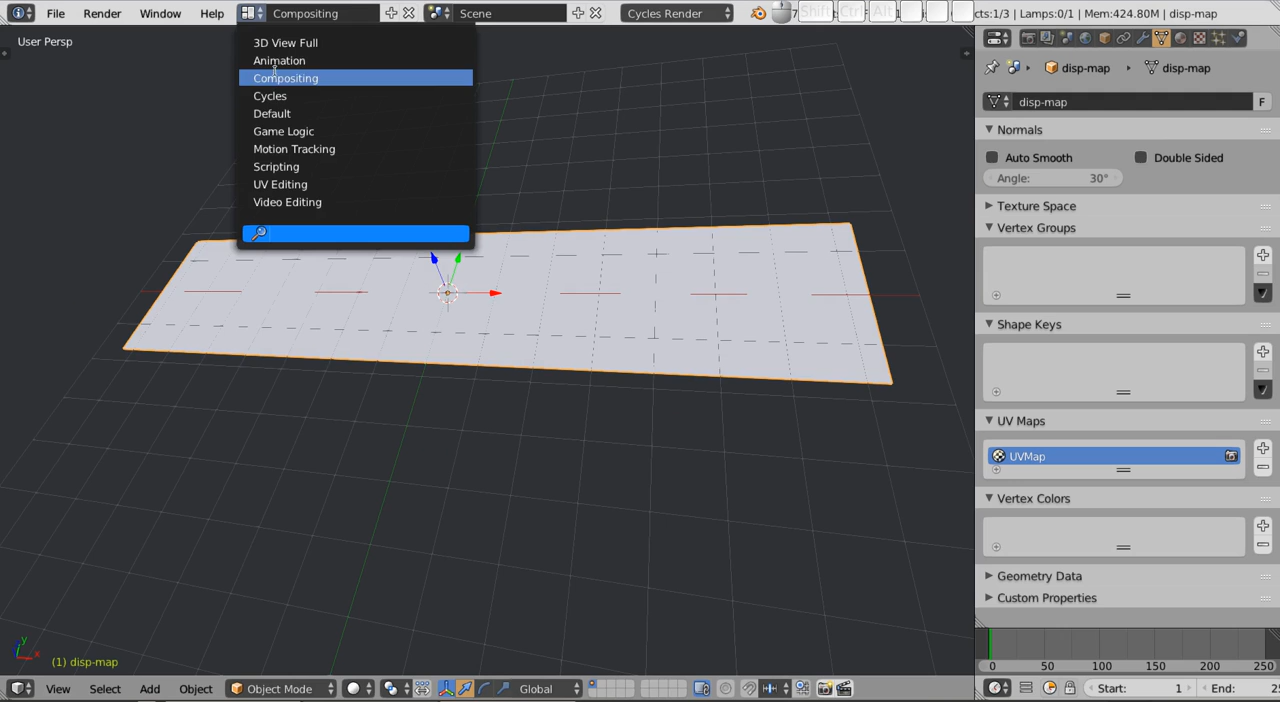 File Render Window Help Compositing Scene Cycles Render Shift Ctrl Alt cts:1/3 | Lamps:0/1 | Mem:424.80M | disp-map
User Persp
3D View Full
Animation
Compositing
Cycles
Default
Game Logic
Motion Tracking
Scripting
UV Editing
Video Editing
disp-map disp-map
disp-map F
Normals
Auto Smooth Double Sided
Angle: 30°
Texture Space
Vertex Groups
Shape Keys
UV Maps
UVMap
Vertex Colors
Geometry Data
Custom Properties
y
x
(1) disp-map
0 50 100 150 200 250
View Select Add Object Object Mode Global Start: 1 End: